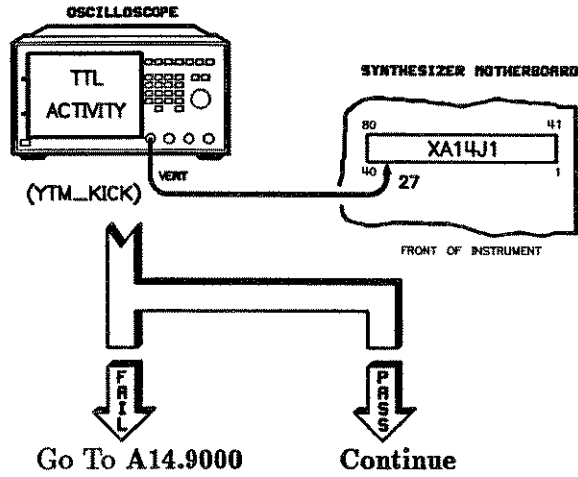 OSCILLOSCOPE
TTL
ACTIVITY
VERT
(YTM_KICK)
SYNTHESIZER MOTHERBOARD
80
41
XA14J1
40
1
27
FRONT OF INSTRUMENT
FAIL
PASS
Go To A14.9000
Continue